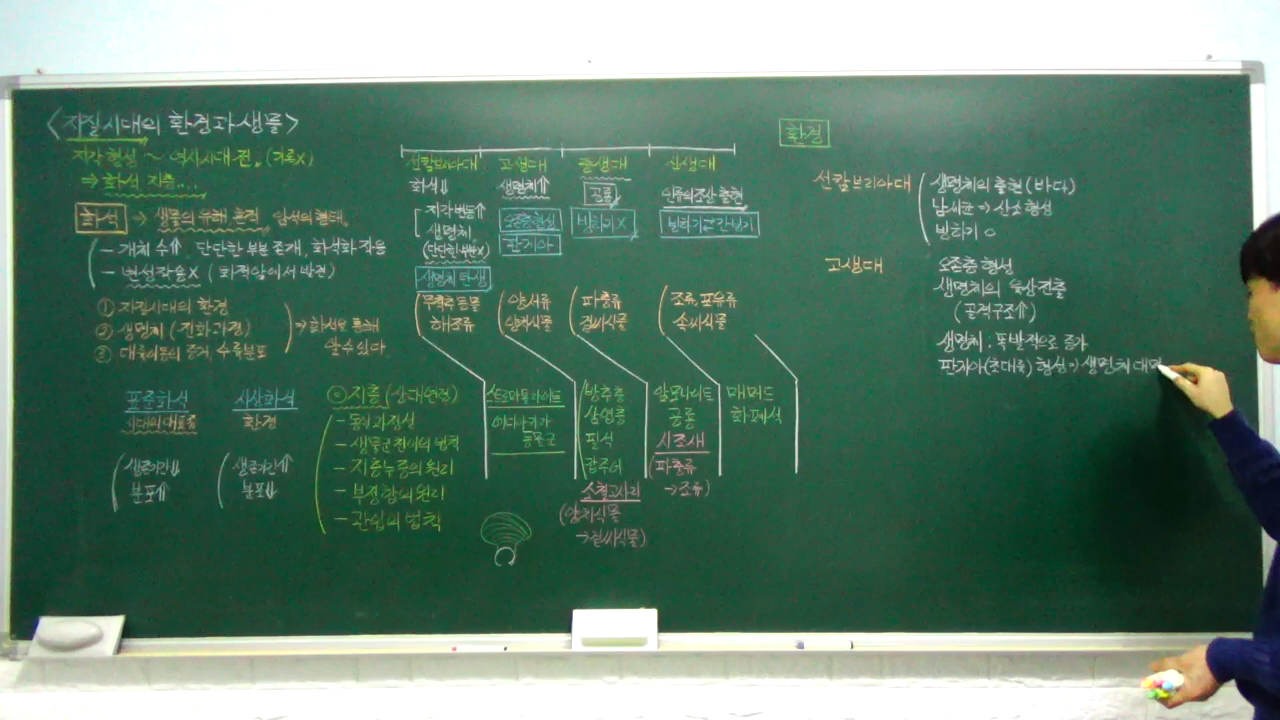 <지질시대의 환경과 생물>
지각 형성 ~ 역사시대 전. (기록X)
⇒ 화석 지층...
화석 → 생물의 유해 흔적 암석의 형태.
- 개체 수↑ 단단한 부분 존재, 화석화 작용
- 변성작용X (퇴적암에서 발견)
① 지질시대의 환경
② 생명체 (진화과정)
③ 대륙이동의 증거, 수륙분포
⇒ 화석을 통해
알수있다.
표준화석
시대의 대표종
생존기간↓
분포↑
시상화석
환경
생존기간↑
분포↓
◎ 지층 (상대연령)
- 동일과정설
- 생물군 천이의 법칙
- 지층누중의 원리
- 부정합의 원리
- 관입의 법칙
선캄브리아대
화석↓
지각변동↑
생명체
(단단한 부분X)
생명체 탄생
무척추동물
해조류
고생대
생명체↑
오존층형성
판게아
양서류
양치식물
중생대
공룡
빙하기X
파충류
겉씨식물
신생대
인류의조상 출현
빙하기⇄간빙기
조류, 포유류
속씨식물
스트로마톨라이트
에디아카라
동물군
방추충
삼엽충
필석
갑주어
소철고사리
(양치식물
→겉씨식물)
암모나이트
공룡
시조새
(파충류
→조류)
매머드
화폐석
환경
선캄브리아대
생명체의 출현 (바다)
남세균 ⇒ 산소 형성
빙하기 o
고생대
오존층 형성
생명체의 육상진출
(골격구조↑)
생명체 · 폭발적으로 증가
판게아(초대륙) 형성 ⇒ 생명체 대멸